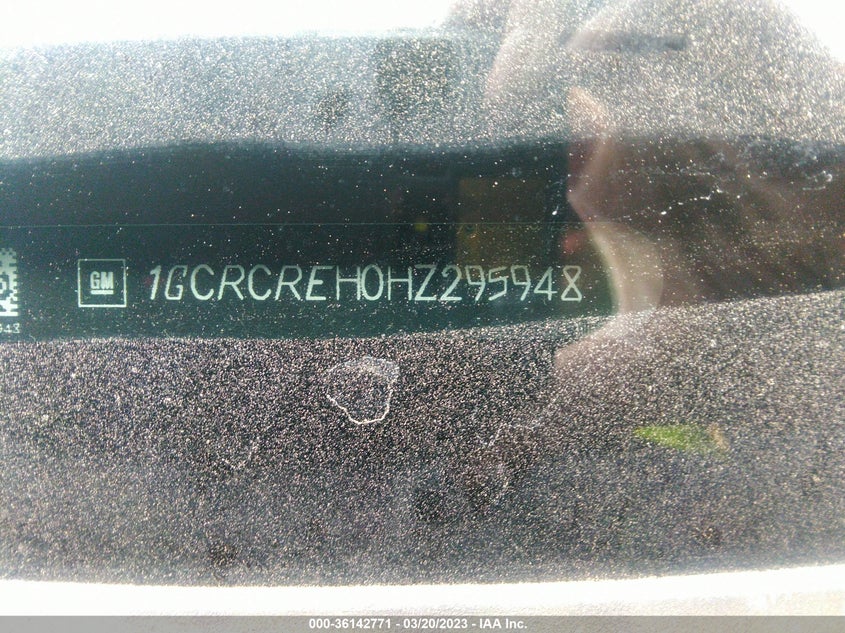 GM 1GCRCREH0HZ295948
000-36142771 - 03/20/2023 - IAA Inc.